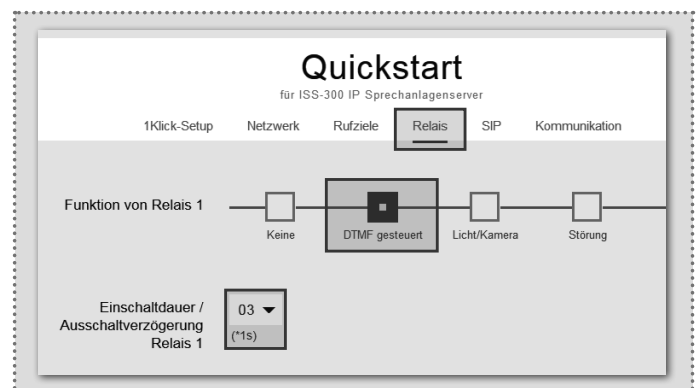 Quickstart
für ISS-300 IP Sprechanlagenserver
1Klick-Setup Netzwerk Rufziele Relais SIP Kommunikation
Funktion von Relais 1
Keine DTMF gesteuert Licht/Kamera Störung
Einschaltdauer /
Ausschaltverzögerung
Relais 1
03
(*1s)